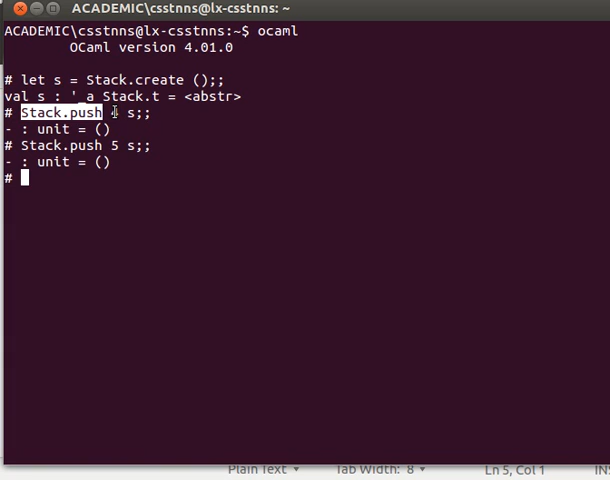 ACADEMIC\csstnns@lx-csstnns: ~
ACADEMIC\csstnns@lx-csstnns:~$ ocaml
OCaml version 4.01.0
# let s = Stack.create ();;
val s : '_a Stack.t = <abstr>
# Stack.push s;;
- : unit = ()
# Stack.push 5 s;;
- : unit = ()
#
Plain Text Tab Width: 8 Ln 5, Col 1